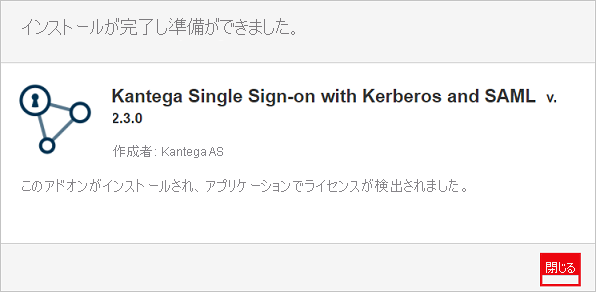 インストールが完了し準備ができました。
Kantega Single Sign-on with Kerberos and SAML v.
2.3.0
作成者: Kantega AS
このアドオンがインストールされ、アプリケーションでライセンスが検出されました。
閉じる